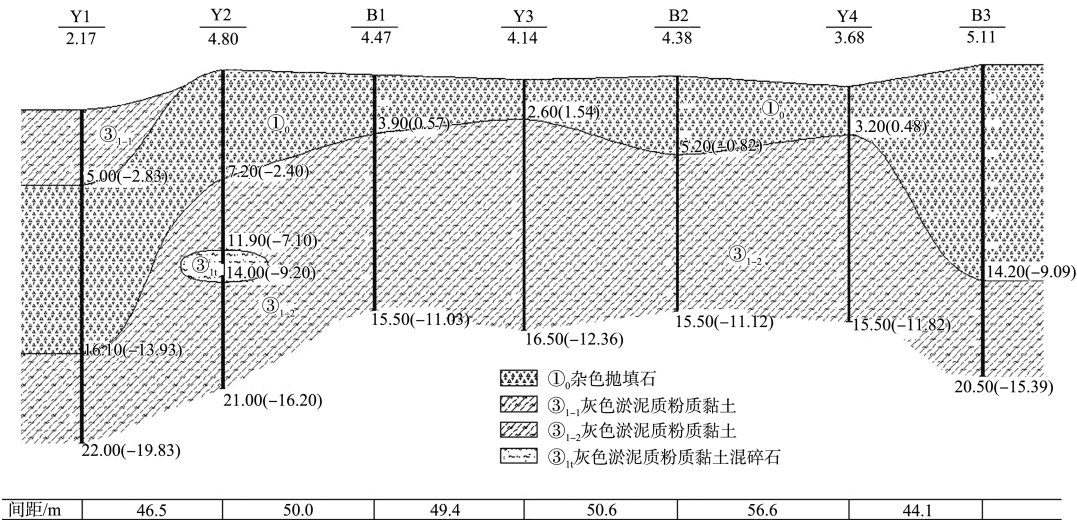 Y1 Y2 B1 Y3 B2 Y4 B3
2.17 4.80 4.47 4.14 4.38 3.68 5.11
③1-1
①0
①0
2.60(1.54)
3.90(0.57)
3.20(0.48)
5.20(-0.82)
5.00(-2.83)
7.20(-2.40)
11.90(-7.10)
③1t
14.00(-9.20)
③1-2
14.20(-9.09)
③1-2
15.50(-11.03)
15.50(-11.12)
15.50(-11.82)
16.50(-12.36)
16.10(-13.93)
20.50(-15.39)
21.00(-16.20)
22.00(-19.83)
①0杂色抛填石
③1-1灰色淤泥质粉质黏土
③1-2灰色淤泥质粉质黏土
③1t灰色淤泥质粉质黏土混碎石
间距/m 46.5 50.0 49.4 50.6 56.6 44.1